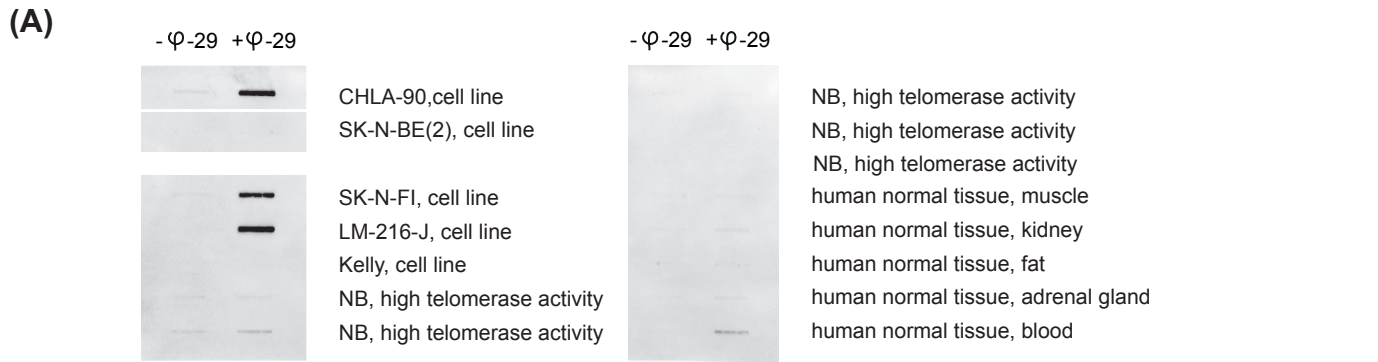 (A)
- φ-29 +φ-29
CHLA-90,cell line
SK-N-BE(2), cell line
SK-N-FI, cell line
LM-216-J, cell line
Kelly, cell line
NB, high telomerase activity
NB, high telomerase activity
- φ-29 +φ-29
NB, high telomerase activity
NB, high telomerase activity
NB, high telomerase activity
human normal tissue, muscle
human normal tissue, kidney
human normal tissue, fat
human normal tissue, adrenal gland
human normal tissue, blood